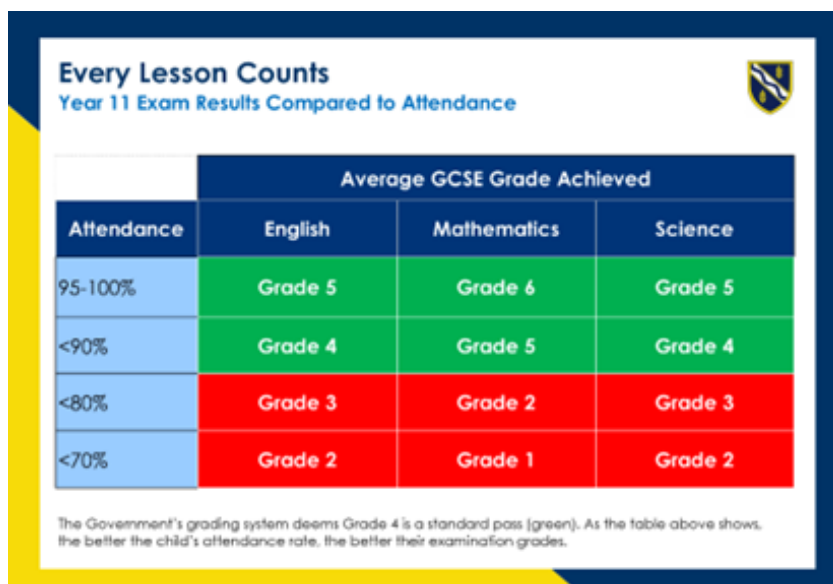 Every Lesson Counts
Year 11 Exam Results Compared to Attendance
Average GCSE Grade Achieved
Attendance English Mathematics Science
95-100% Grade 5 Grade 6 Grade 5
<90% Grade 4 Grade 5 Grade 4
<80% Grade 3 Grade 2 Grade 3
<70% Grade 2 Grade 1 Grade 2
The Government's grading system deems Grade 4 is a standard pass (green). As the table above shows,
the better the child's attendance rate, the better their examination grades.